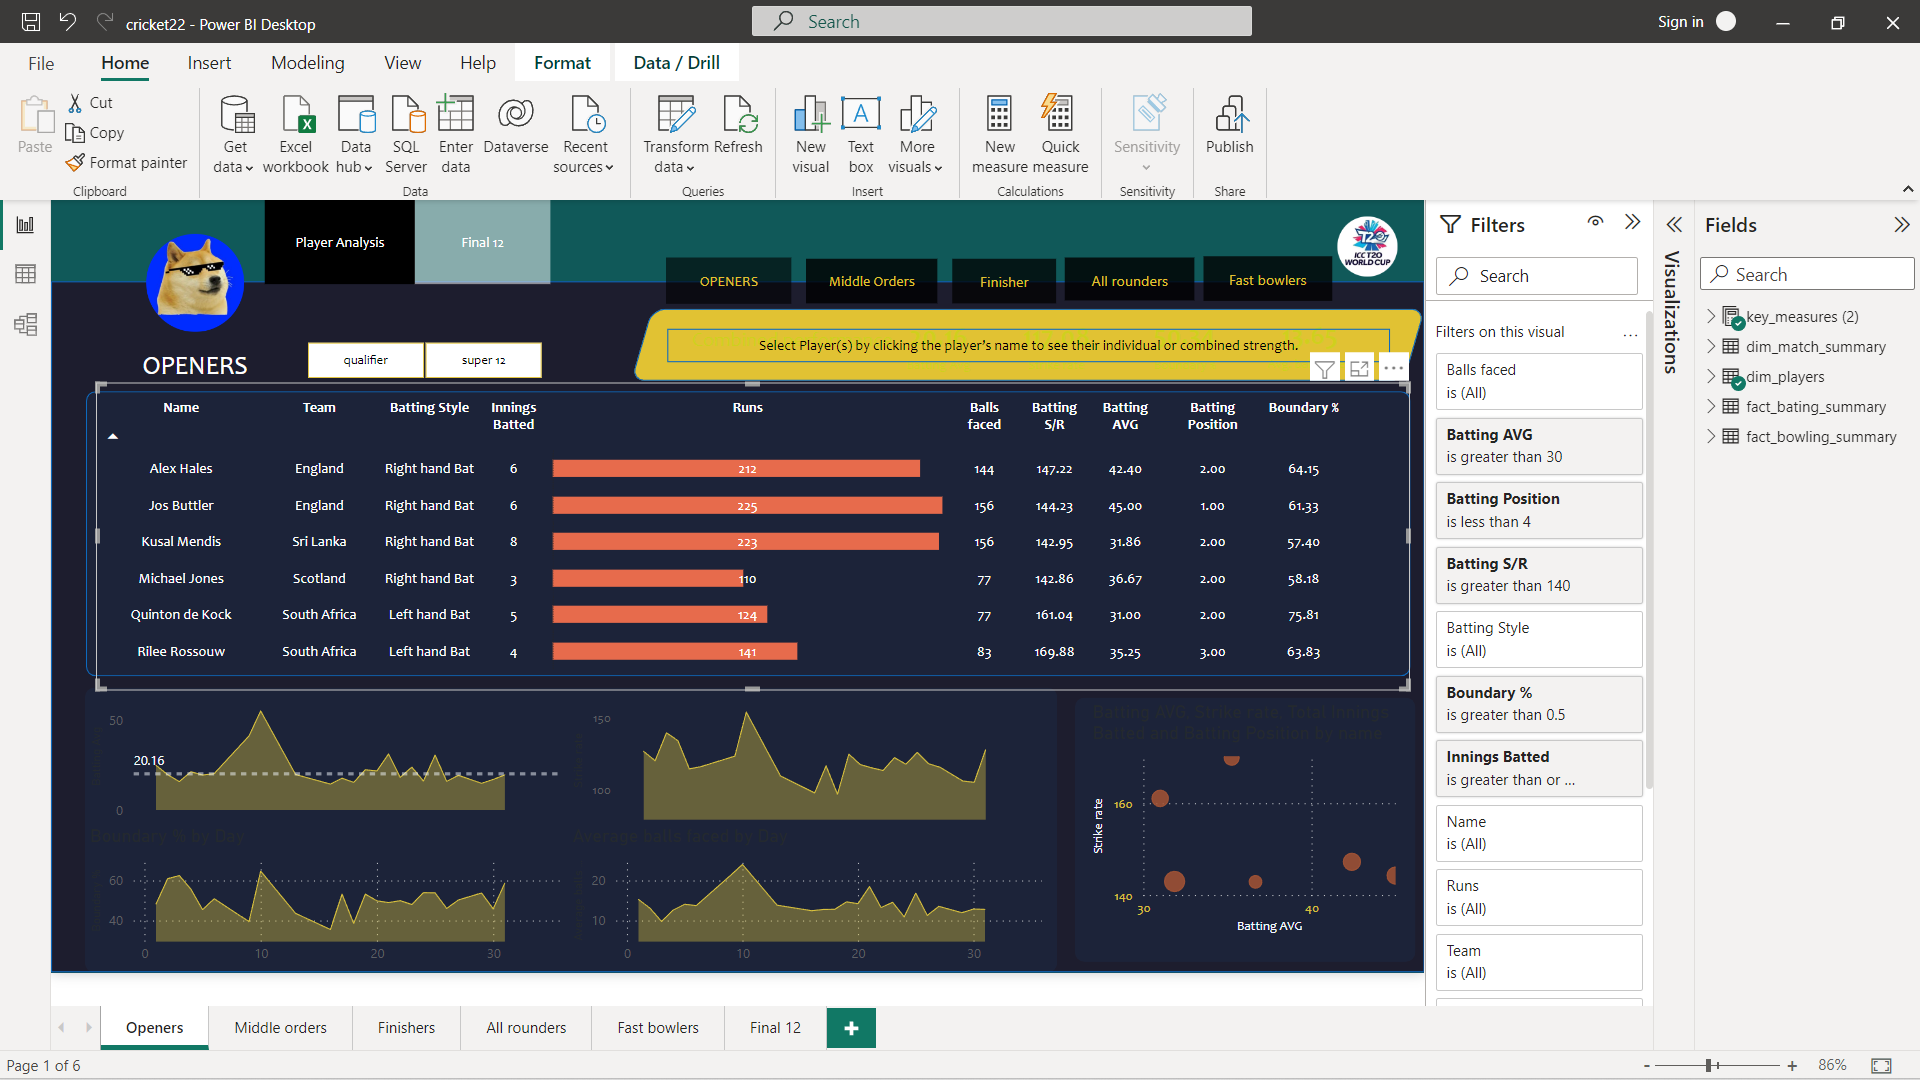 cricket22 - Power BI Desktop
Search
Sign in
File
Home
Insert
Modeling
View
Help
Format
Data / Drill
Paste
Cut
Copy
Format painter
Clipboard
Get data
Excel workbook
Data hub
SQL Server
Enter data
Dataverse
Recent sources
Data
Transform data
Refresh
Queries
New visual
Text box
More visuals
Insert
New measure
Quick measure
Calculations
Sensitivity
Sensitivity
Publish
Share
Player Analysis
Final 12
T20
ICC T20
WORLD CUP
OPENERS
Middle Orders
Finisher
All rounders
Fast bowlers
Select Player(s) by clicking the player's name to see their individual or combined strength.
OPENERS
qualifier
super 12
Name Team Batting Style Innings Batted Runs Balls faced Batting S/R Batting AVG Batting Position Boundary %
Alex Hales England Right hand Bat 6 212 144 147.22 42.40 2.00 64.15
Jos Buttler England Right hand Bat 6 225 156 144.23 45.00 1.00 61.33
Kusal Mendis Sri Lanka Right hand Bat 8 223 156 142.95 31.86 2.00 57.40
Michael Jones Scotland Right hand Bat 3 110 77 142.86 36.67 2.00 58.18
Quinton de Kock South Africa Left hand Bat 5 124 77 161.04 31.00 2.00 75.81
Rilee Rossouw South Africa Left hand Bat 4 141 83 169.88 35.25 3.00 63.83
50
20.16
0
150
100
Boundary % by Day
60
40
0 10 20 30
Average balls faced by Day
20
10
0 10 20 30
Batting AVG, Strike rate, Total Innings
Batted and Batting Position by name
Strike rate
160
140
30 40
Batting AVG
Filters
Search
Filters on this visual
...
Balls faced
is (All)
Batting AVG
is greater than 30
Batting Position
is less than 4
Batting S/R
is greater than 140
Batting Style
is (All)
Boundary %
is greater than 0.5
Innings Batted
is greater than or ...
Name
is (All)
Runs
is (All)
Team
is (All)
Visualizations
Fields
Search
key_measures (2)
dim_match_summary
dim_players
fact_bating_summary
fact_bowling_summary
Openers
Middle orders
Finishers
All rounders
Fast bowlers
Final 12
+
Page 1 of 6
- + 86%